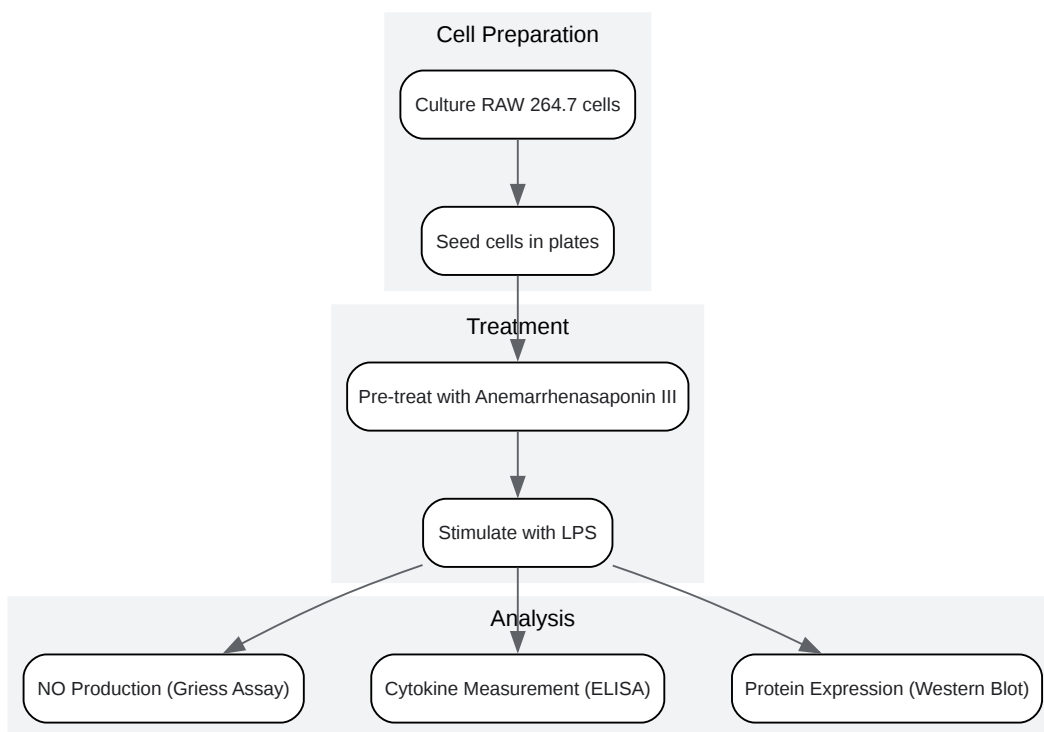 Cell Preparation
Culture RAW 264.7 cells
Seed cells in plates
Treatment
Pre-treat with Anemarrhenasaponin III
Stimulate with LPS
Analysis
NO Production (Griess Assay)
Cytokine Measurement (ELISA)
Protein Expression (Western Blot)